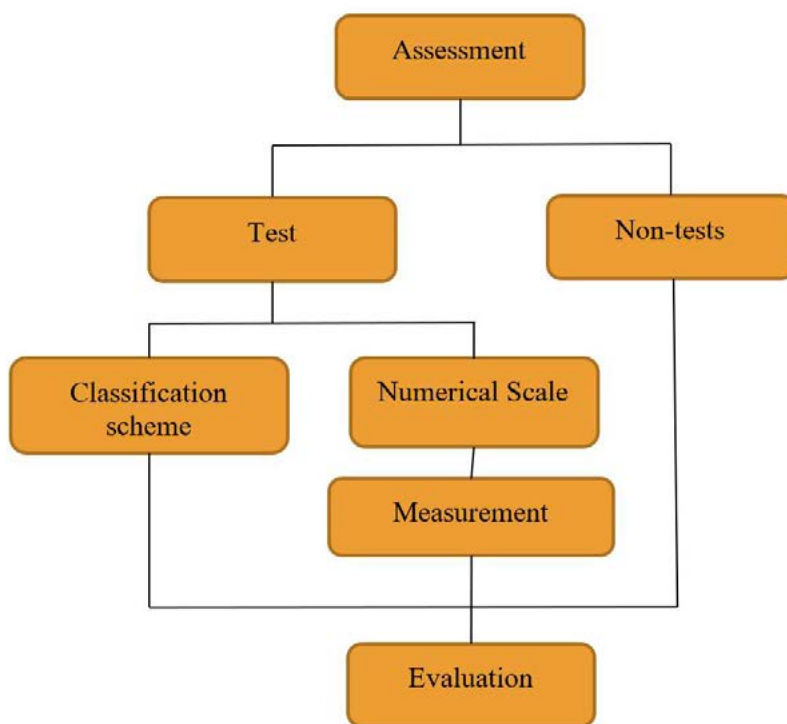 Assessment
Test
Non-tests
Classification
scheme
Numerical Scale
Measurement
Evaluation